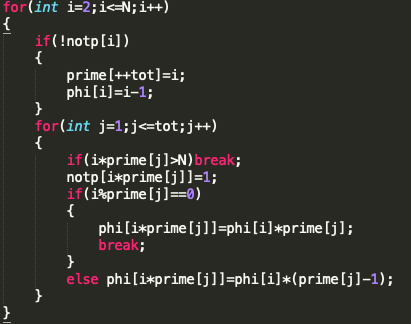 for(int i=2;i<=N;i++)
{
    if(!notp[i])
    {
        prime[++tot]=i;
        phi[i]=i-1;
    }
    for(int j=1;j<=tot;j++)
    {
        if(i*prime[j]>N)break;
        notp[i*prime[j]]=1;
        if(i%prime[j]==0)
        {
            phi[i*prime[j]]=phi[i]*prime[j];
            break;
        }
        else phi[i*prime[j]]=phi[i]*(prime[j]-1);
    }
}